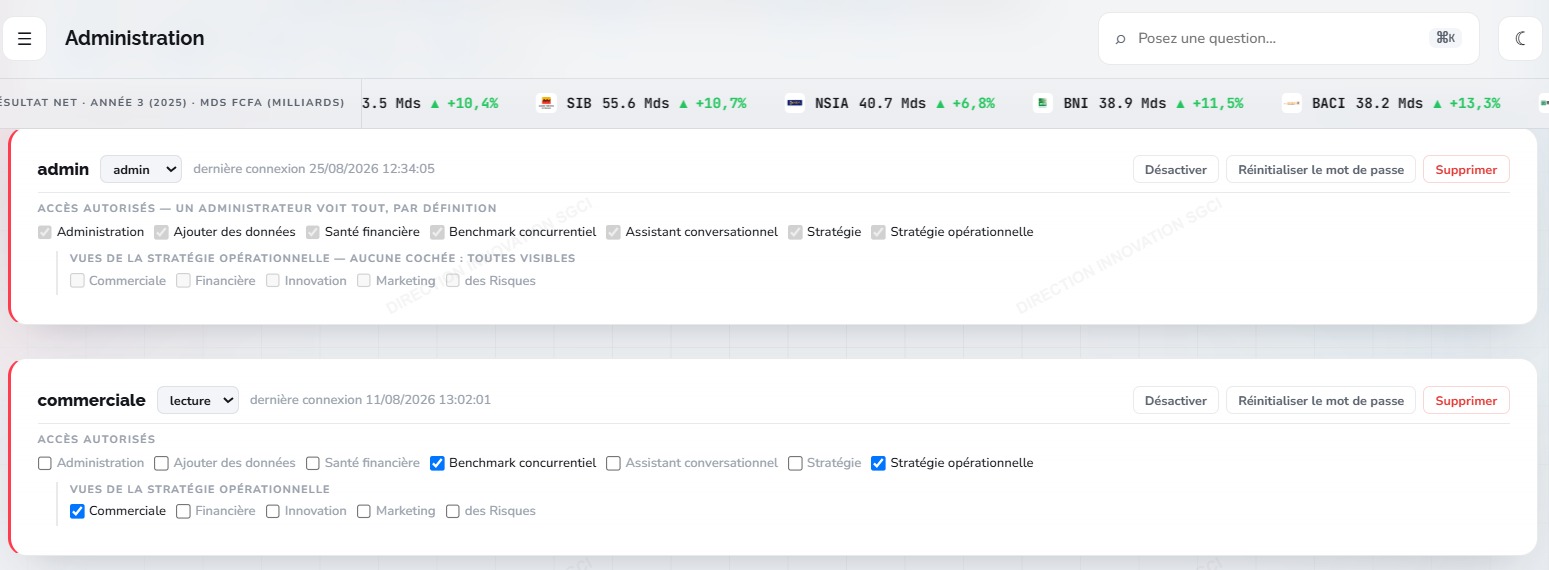 ☰ Administration Posez une question... ⌘K
ÉSULTAT NET · ANNÉE 3 (2025) · MDS FCFA (MILLIARDS) 3.5 Mds ▲ +10,4% SIB 55.6 Mds ▲ +10,7% NSIA 40.7 Mds ▲ +6,8% BNI 38.9 Mds ▲ +11,5% BACI 38.2 Mds ▲ +13,3%
admin admin dernière connexion 25/08/2026 12:34:05 Désactiver Réinitialiser le mot de passe Supprimer
ACCÈS AUTORISÉS — UN ADMINISTRATEUR VOIT TOUT, PAR DÉFINITION
Administration Ajouter des données Santé financière Benchmark concurrentiel Assistant conversationnel Stratégie Stratégie opérationnelle
VUES DE LA STRATÉGIE OPÉRATIONNELLE — AUCUNE COCHÉE : TOUTES VISIBLES
Commerciale Financière Innovation Marketing des Risques
DIRECTION INNOVATION SGCI
DIRECTION INNOVATION SGCI
commerciale lecture dernière connexion 11/08/2026 13:02:01 Désactiver Réinitialiser le mot de passe Supprimer
ACCÈS AUTORISÉS
Administration Ajouter des données Santé financière Benchmark concurrentiel Assistant conversationnel Stratégie Stratégie opérationnelle
VUES DE LA STRATÉGIE OPÉRATIONNELLE
Commerciale Financière Innovation Marketing des Risques
SGCI
SGCI